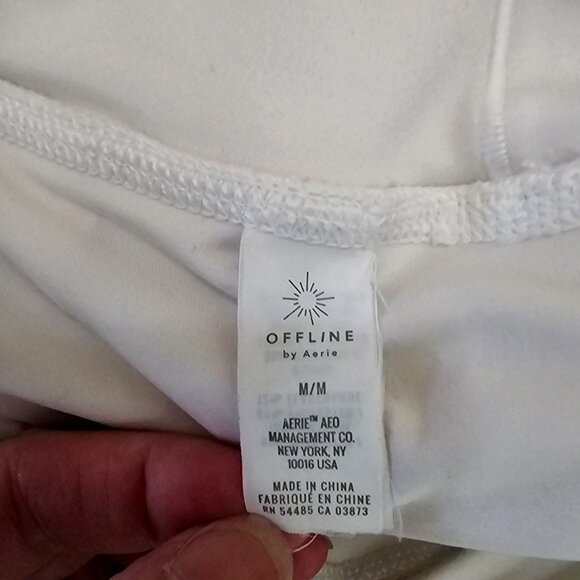 OFFLINE
by Aerie
M/M
AERIE™ AEO
MANAGEMENT CO.
NEW YORK, NY
10016 USA
MADE IN CHINA
FABRIQUÉ EN CHINE
RN 54485 CA 03873